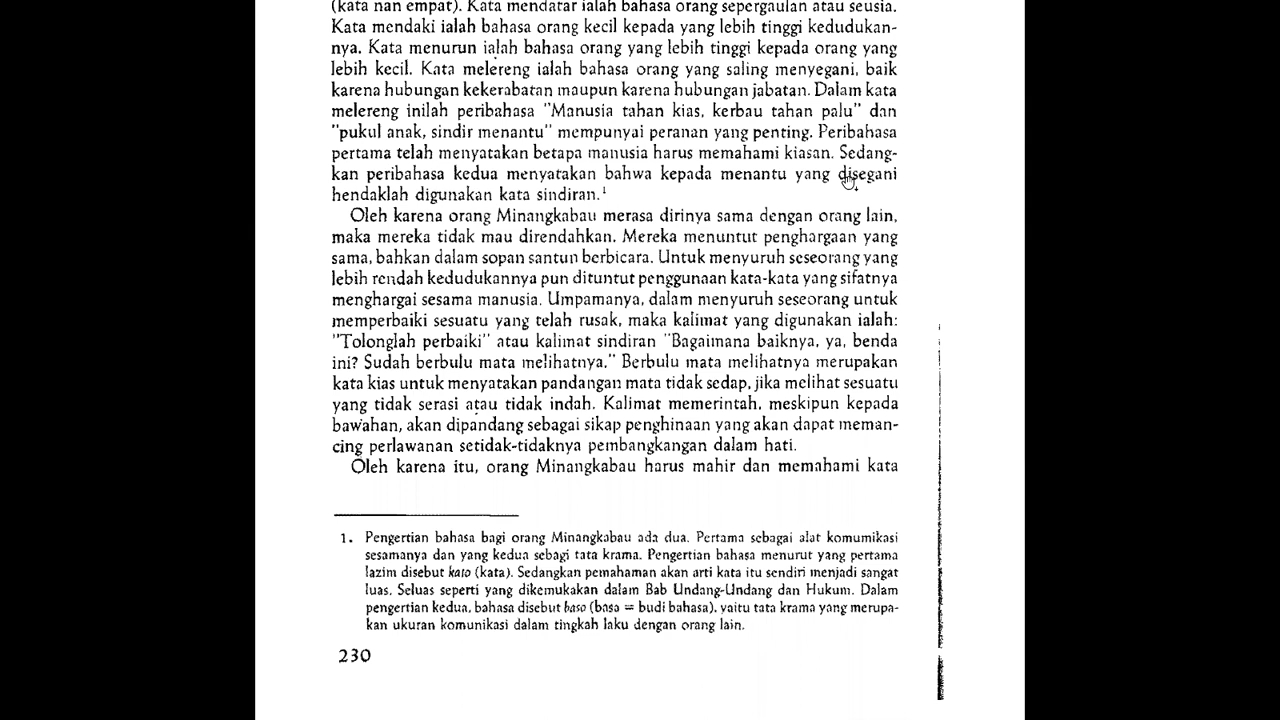 (kata nan empat). Kata mendatar ialah bahasa orang sepergaulan atau seusia.
Kata mendaki ialah bahasa orang kecil kepada yang lebih tinggi kedudukan-
nya. Kata menurun ialah bahasa orang yang lebih tinggi kepada orang yang
lebih kecil. Kata melereng ialah bahasa orang yang saling menyegani, baik
karena hubungan kekerabatan maupun karena hubungan jabatan. Dalam kata
melereng inilah peribahasa "Manusia tahan kias, kerbau tahan palu" dan
"pukul anak, sindir menantu" mempunyai peranan yang penting. Peribahasa
pertama telah menyatakan betapa manusia harus memahami kiasan. Sedang-
kan peribahasa kedua menyatakan bahwa kepada menantu yang disegani
hendaklah digunakan kata sindiran.¹
Oleh karena orang Minangkabau merasa dirinya sama dengan orang lain,
maka mereka tidak mau direndahkan. Mereka menuntut penghargaan yang
sama, bahkan dalam sopan santun berbicara. Untuk menyuruh seseorang yang
lebih rendah kedudukannya pun dituntut penggunaan kata-kata yang sifatnya
menghargai sesama manusia. Umpamanya, dalam menyuruh seseorang untuk
memperbaiki sesuatu yang telah rusak, maka kalimat yang digunakan ialah:
"Tolonglah perbaiki" atau kalimat sindiran "Bagaimana baiknya, ya, benda
ini? Sudah berbulu mata melihatnya." Berbulu mata melihatnya merupakan
kata kias untuk menyatakan pandangan mata tidak sedap, jika melihat sesuatu
yang tidak serasi atau tidak indah. Kalimat memerintah, meskipun kepada
bawahan, akan dipandang sebagai sikap penghinaan yang akan dapat meman-
cing perlawanan setidak-tidaknya pembangkangan dalam hati.
Oleh karena itu, orang Minangkabau harus mahir dan memahami kata
1. Pengertian bahasa bagi orang Minangkabau ada dua. Pertama sebagai alat komumikasi
sesamanya dan yang kedua sebagi tata krama. Pengertian bahasa menurut yang pertama
lazim disebut kato (kata). Sedangkan pemahaman akan arti kata itu sendiri menjadi sangat
luas. Seluas seperti yang dikemukakan dalam Bab Undang-Undang dan Hukum. Dalam
pengertian kedua, bahasa disebut baso (basa = budi bahasa), yaitu tata krama yang merupa-
kan ukuran komunikasi dalam tingkah laku dengan orang lain.
230